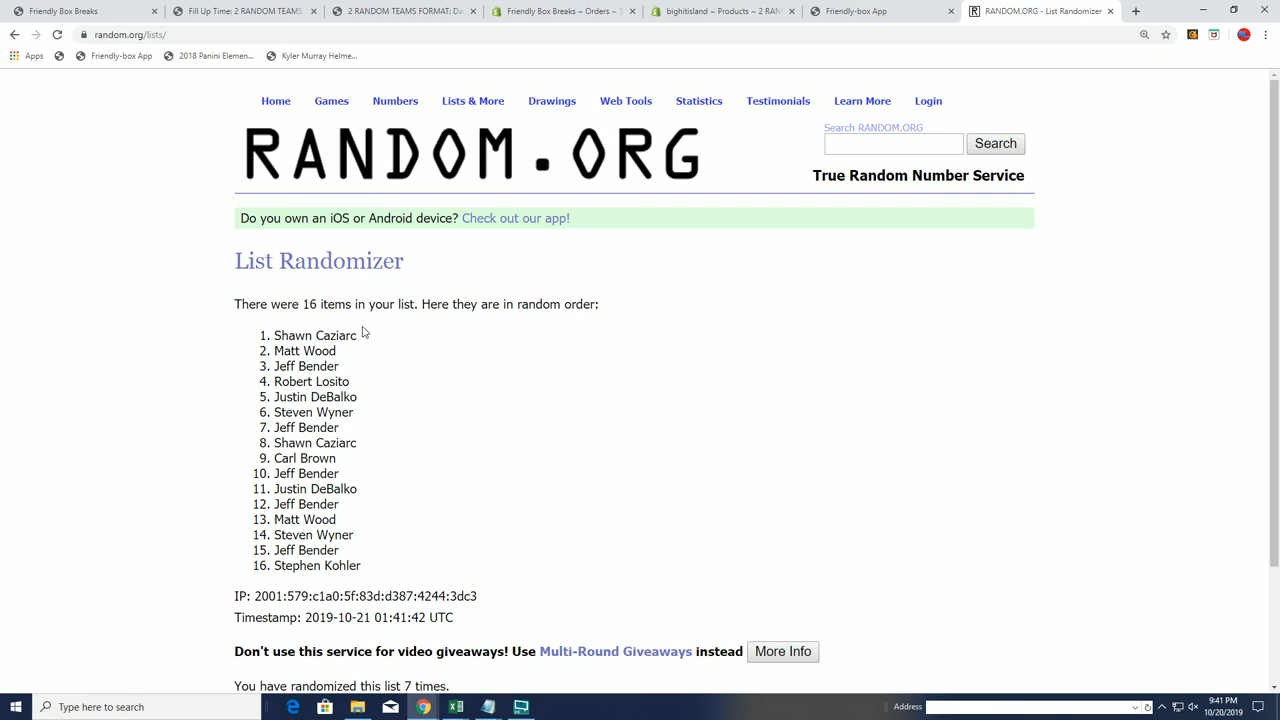 Friendly Box Breaks
Fill Up Time: 2 RANDOM TEAMS
2 RANDOM TEAMS FORMAT: Da
Friendly Box Breaks ~ Orders ~ S
bightisland ~ Products ~ 2 RAN
Friendly-box App
RANDOM.ORG - List Randomizer
random.org/lists/
Apps
Friendly-box App
2018 Panini Elemen...
Kyler Murray Helme...
Home Games Numbers Lists & More Drawings Web Tools Statistics Testimonials Learn More Login
RANDOM.ORG
Search RANDOM.ORG
Search
True Random Number Service
Do you own an iOS or Android device? Check out our app!
List Randomizer
There were 16 items in your list. Here they are in random order:
1. Shawn Caziarc
2. Matt Wood
3. Jeff Bender
4. Robert Losito
5. Justin DeBalko
6. Steven Wyner
7. Jeff Bender
8. Shawn Caziarc
9. Carl Brown
10. Jeff Bender
11. Justin DeBalko
12. Jeff Bender
13. Matt Wood
14. Steven Wyner
15. Jeff Bender
16. Stephen Kohler
IP: 2001:579:c1a0:5f:83d:d387:4244:3dc3
Timestamp: 2019-10-21 01:41:42 UTC
Don't use this service for video giveaways! Use Multi-Round Giveaways instead
More Info
You have randomized this list 7 times.
Type here to search
Address
9:41 PM
10/20/2019